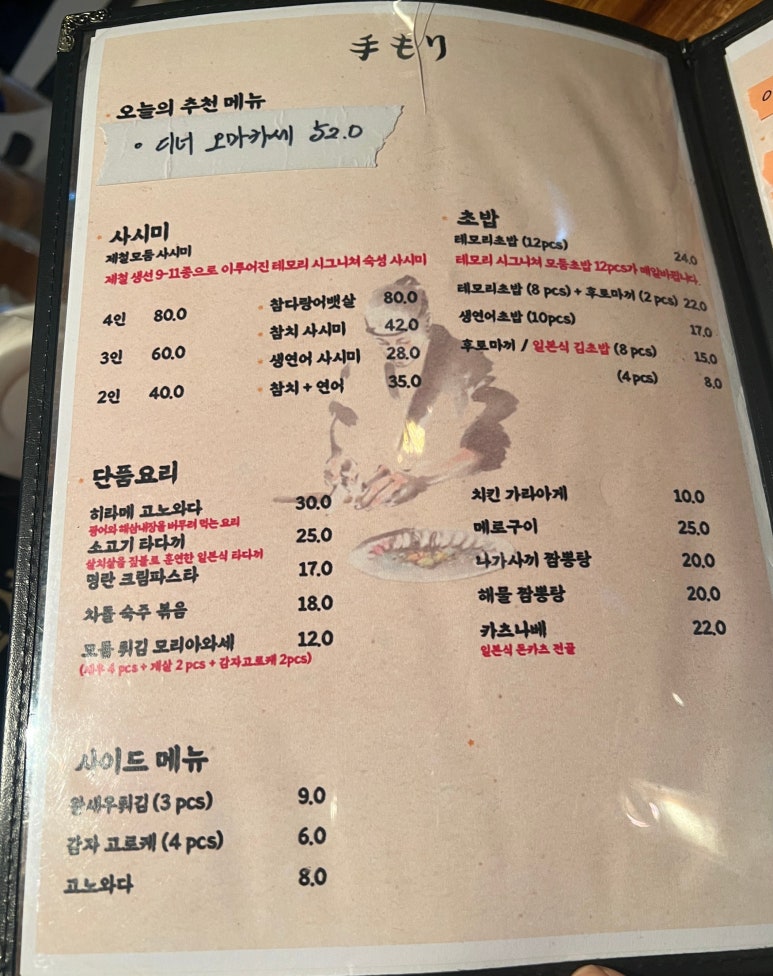 手もり
오늘의 추천 메뉴
• 디너 오마카세 52.0
사시미
제철모둠 사시미
제철 생선 9-11종으로 이루어진 테모리 시그니쳐 숙성 사시미
4인 80.0
3인 60.0
2인 40.0
참다랑어뱃살 80.0
참치 사시미 42.0
생연어 사시미 28.0
참치 + 연어 35.0
초밥
테모리초밥 (12pcs) 24.0
테모리 시그니쳐 모둠초밥 12pcs가 매일바뀝니다.
테모리초밥 (8 pcs) + 후토마끼 (2 pcs) 22.0
생연어초밥 (10pcs) 17.0
후토마끼 / 일본식 김초밥 (8 pcs) 15.0
(4pcs) 8.0
단품요리
히라메 고노와다 30.0
광어와 해삼내장을 버무려 먹는 요리
소고기 타다끼 25.0
살치살을 짚불로 훈연한 일본식 타다끼
명란 크림파스타 17.0
차돌 숙주 볶음 18.0
모둠 튀김 모리아와세 12.0
(새우 4 pcs + 게살 2 pcs + 감자고로케 2pcs)
치킨 가라아게 10.0
메로구이 25.0
나가사끼 짬뽕탕 20.0
해물 짬뽕탕 20.0
카츠나베 22.0
일본식 돈카츠 전골
사이드 메뉴
왕새우튀김 (3 pcs) 9.0
감자 고로케 (4 pcs) 6.0
고노와다 8.0